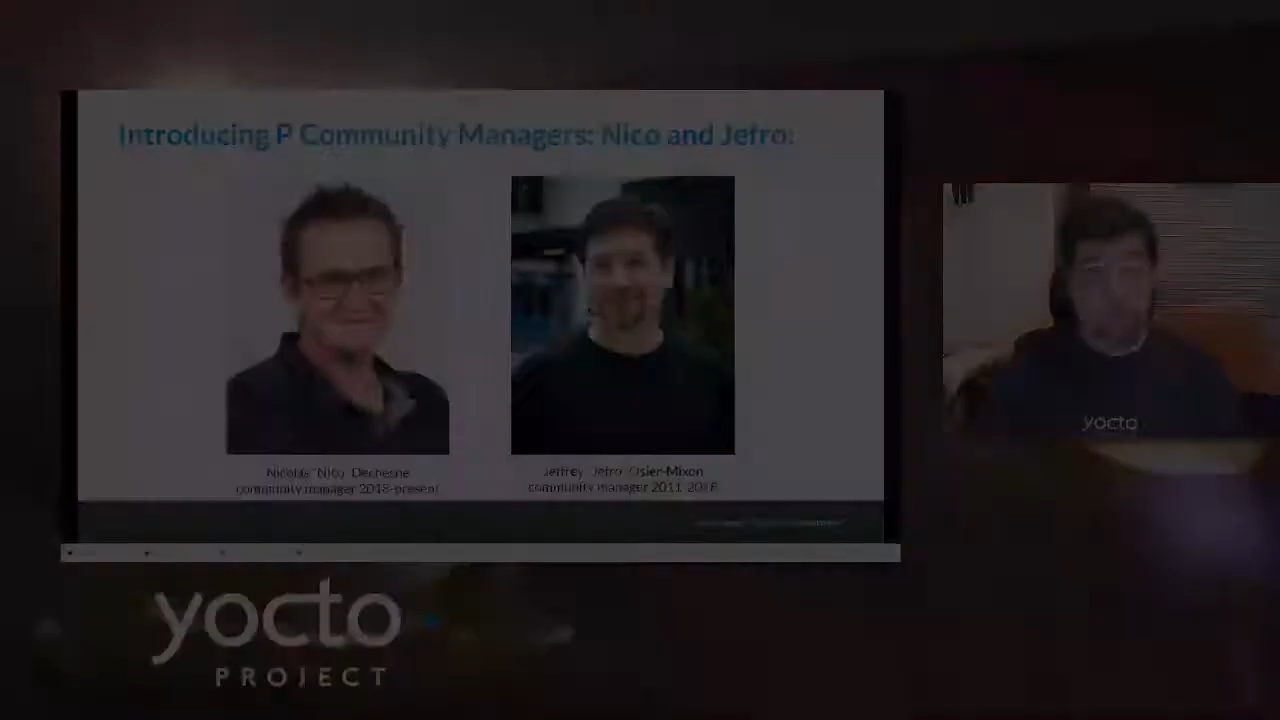 Introducing P Community Managers: Nico and Jefro:
Nicolas "Nico" Dechesne
community manager 2018-present
Jeffrey "Jefro" Osier-Mixon
community manager 2011-2018
yocto
yocto
PROJECT